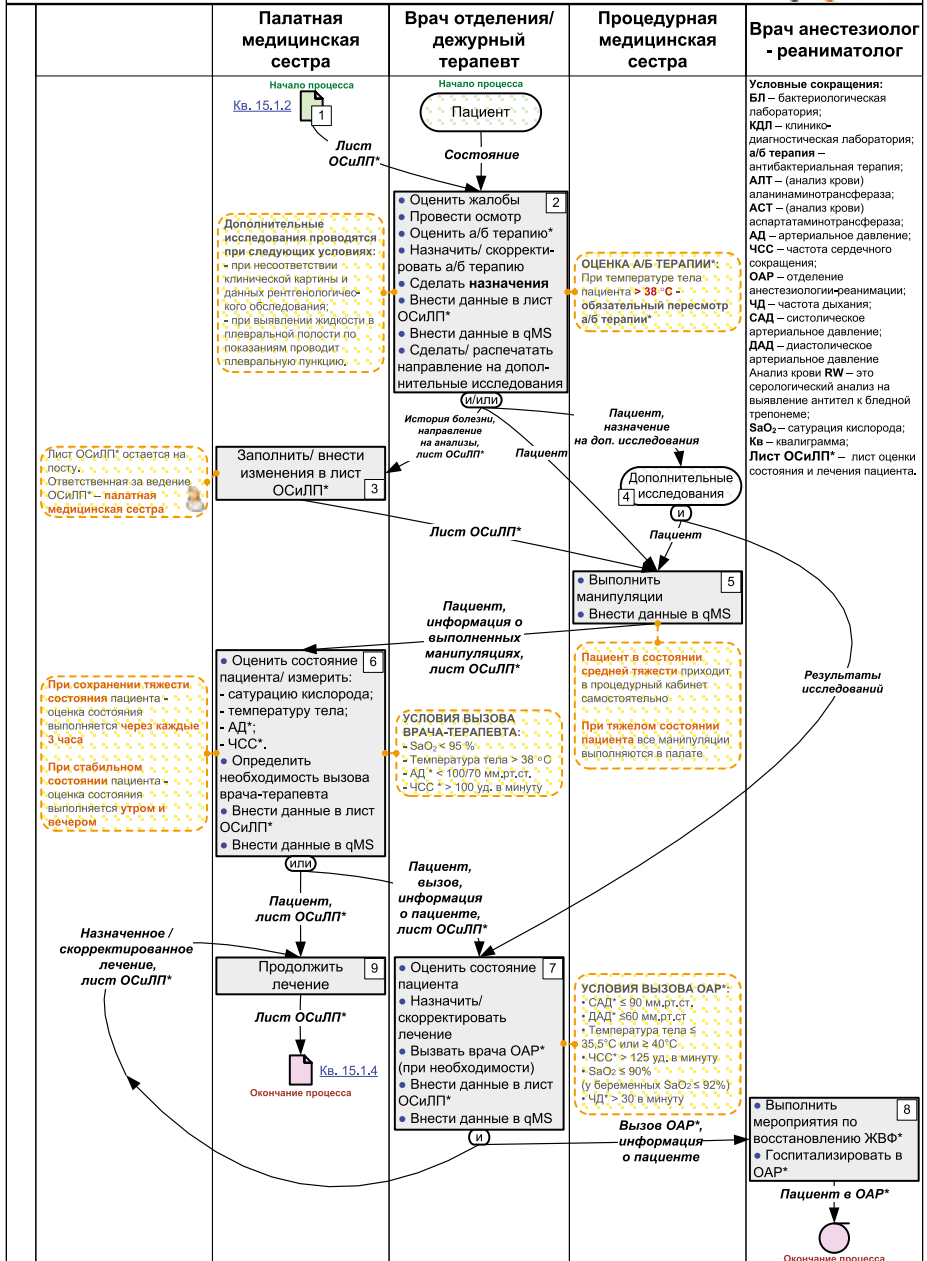 Палатная
медицинская
сестра
Врач отделения/
дежурный
терапевт
Процедурная
медицинская
сестра
Врач анестезиолог
- реаниматолог
Начало процесса
Кв. 15.1.2
1
Лист
ОСиЛП*
Начало процесса
Пациент
Состояние
Условные сокращения:
БЛ – бактериологическая
лаборатория;
КДЛ – клинико-
диагностическая лаборатория;
а/б терапия –
антибактериальная терапия;
АЛТ – (анализ крови)
аланинаминотрансфераза;
АСТ – (анализ крови)
аспартатаминотрансфераза;
АД – артериальное давление;
ЧСС – частота сердечного
сокращения;
ОАР – отделение
анестезиологии-реанимации;
ЧД – частота дыхания;
САД – систолическое
артериальное давление;
ДАД – диастолическое
артериальное давление
Анализ крови RW – это
серологический анализ на
выявление антител к бледной
трепонеме;
SaO₂ – сатурация кислорода;
Кв – квалиграмма;
Лист ОСиЛП* – лист оценки
состояния и лечения пациента.
Дополнительные
исследования проводятся
при следующих условиях:
- при несоответствии
клинической картины и
данных рентгенологичес-
кого обследования;
- при выявлении жидкости в
плевральной полости по
показаниям проводит
плевральную пункцию.
2
• Оценить жалобы
• Провести осмотр
• Оценить а/б терапию*
• Назначить/ скорректи-
ровать а/б терапию
• Сделать назначения
• Внести данные в лист
ОСиЛП*
• Внести данные в qMS
• Сделать/ распечатать
направление на допол-
нительные исследования
ОЦЕНКА А/Б ТЕРАПИИ*:
При температуре тела
пациента > 38 °С -
обязательный пересмотр
а/б терапии*
и/или
История болезни,
направление
на анализы,
лист ОСиЛП*
Пациент
Пациент,
назначение
на доп. исследования
Лист ОСиЛП* остается на
посту.
Ответственная за ведение
ОСиЛП* – палатная
медицинская сестра
Заполнить/ внести
изменения в лист
ОСиЛП*
3
Дополнительные
исследования
4
и
Лист ОСиЛП*
Пациент
• Выполнить
манипуляции
• Внести данные в qMS
5
Пациент,
информация о
выполненных
манипуляциях,
лист ОСиЛП*
Пациент в состоянии
средней тяжести приходит
в процедурный кабинет
самостоятельно
При тяжелом состоянии
пациента все манипуляции
выполняются в палате
Результаты
исследований
При сохранении тяжести
состояния пациента -
оценка состояния
выполняется через каждые
3 часа
При стабильном
состоянии пациента -
оценка состояния
выполняется утром и
вечером
6
• Оценить состояние
пациента/ измерить:
- сатурацию кислорода;
- температуру тела;
- АД*;
- ЧСС*.
• Определить
необходимость вызова
врача-терапевта
• Внести данные в лист
ОСиЛП*
• Внести данные в qMS
УСЛОВИЯ ВЫЗОВА
ВРАЧА-ТЕРАПЕВТА:
- SaO₂ < 95 %
- Температура тела > 38 °С
- АД * < 100/70 мм.рт.ст.
- ЧСС * > 100 уд. в минуту
или
Пациент,
лист ОСиЛП*
Пациент,
вызов,
информация
о пациенте,
лист ОСиЛП*
Назначенное /
скорректированное
лечение,
лист ОСиЛП*
Продолжить
лечение
9
Лист ОСиЛП*
Кв. 15.1.4
Окончание процесса
7
• Оценить состояние
пациента
• Назначить/
скорректировать
лечение
• Вызвать врача ОАР*
(при необходимости)
• Внести данные в лист
ОСиЛП*
• Внести данные в qMS
УСЛОВИЯ ВЫЗОВА ОАР*:
• САД* ≤ 90 мм.рт.ст.
• ДАД* ≤60 мм.рт.ст
• Температура тела ≤
35,5°С или ≥ 40°С
• ЧСС* > 125 уд. в минуту
• SaO₂ ≤ 90%
(у беременных SaO₂ ≤ 92%)
• ЧД* > 30 в минуту
и
Вызов ОАР*,
информация
о пациенте
8
• Выполнить
мероприятия по
восстановлению ЖВФ*
• Госпитализировать в
ОАР*
Пациент в ОАР*
Окончание процесса